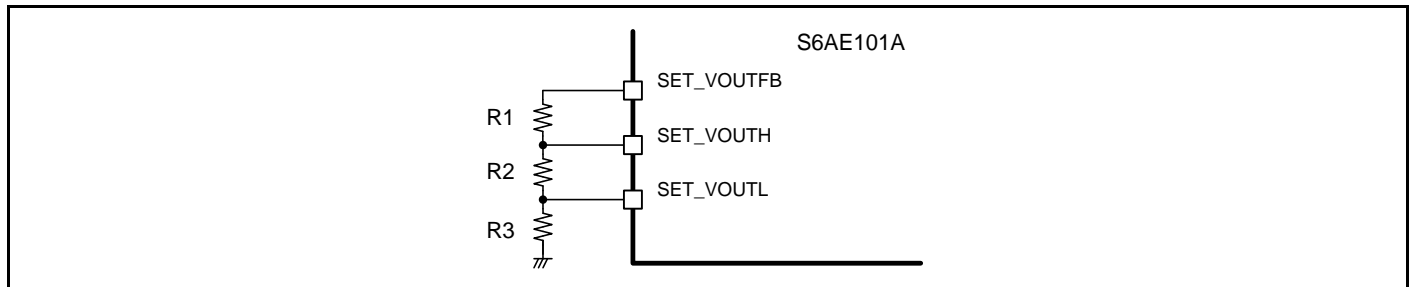 S6AE101A
SET_VOUTFB
R1
SET_VOUTH
R2
SET_VOUTL
R3